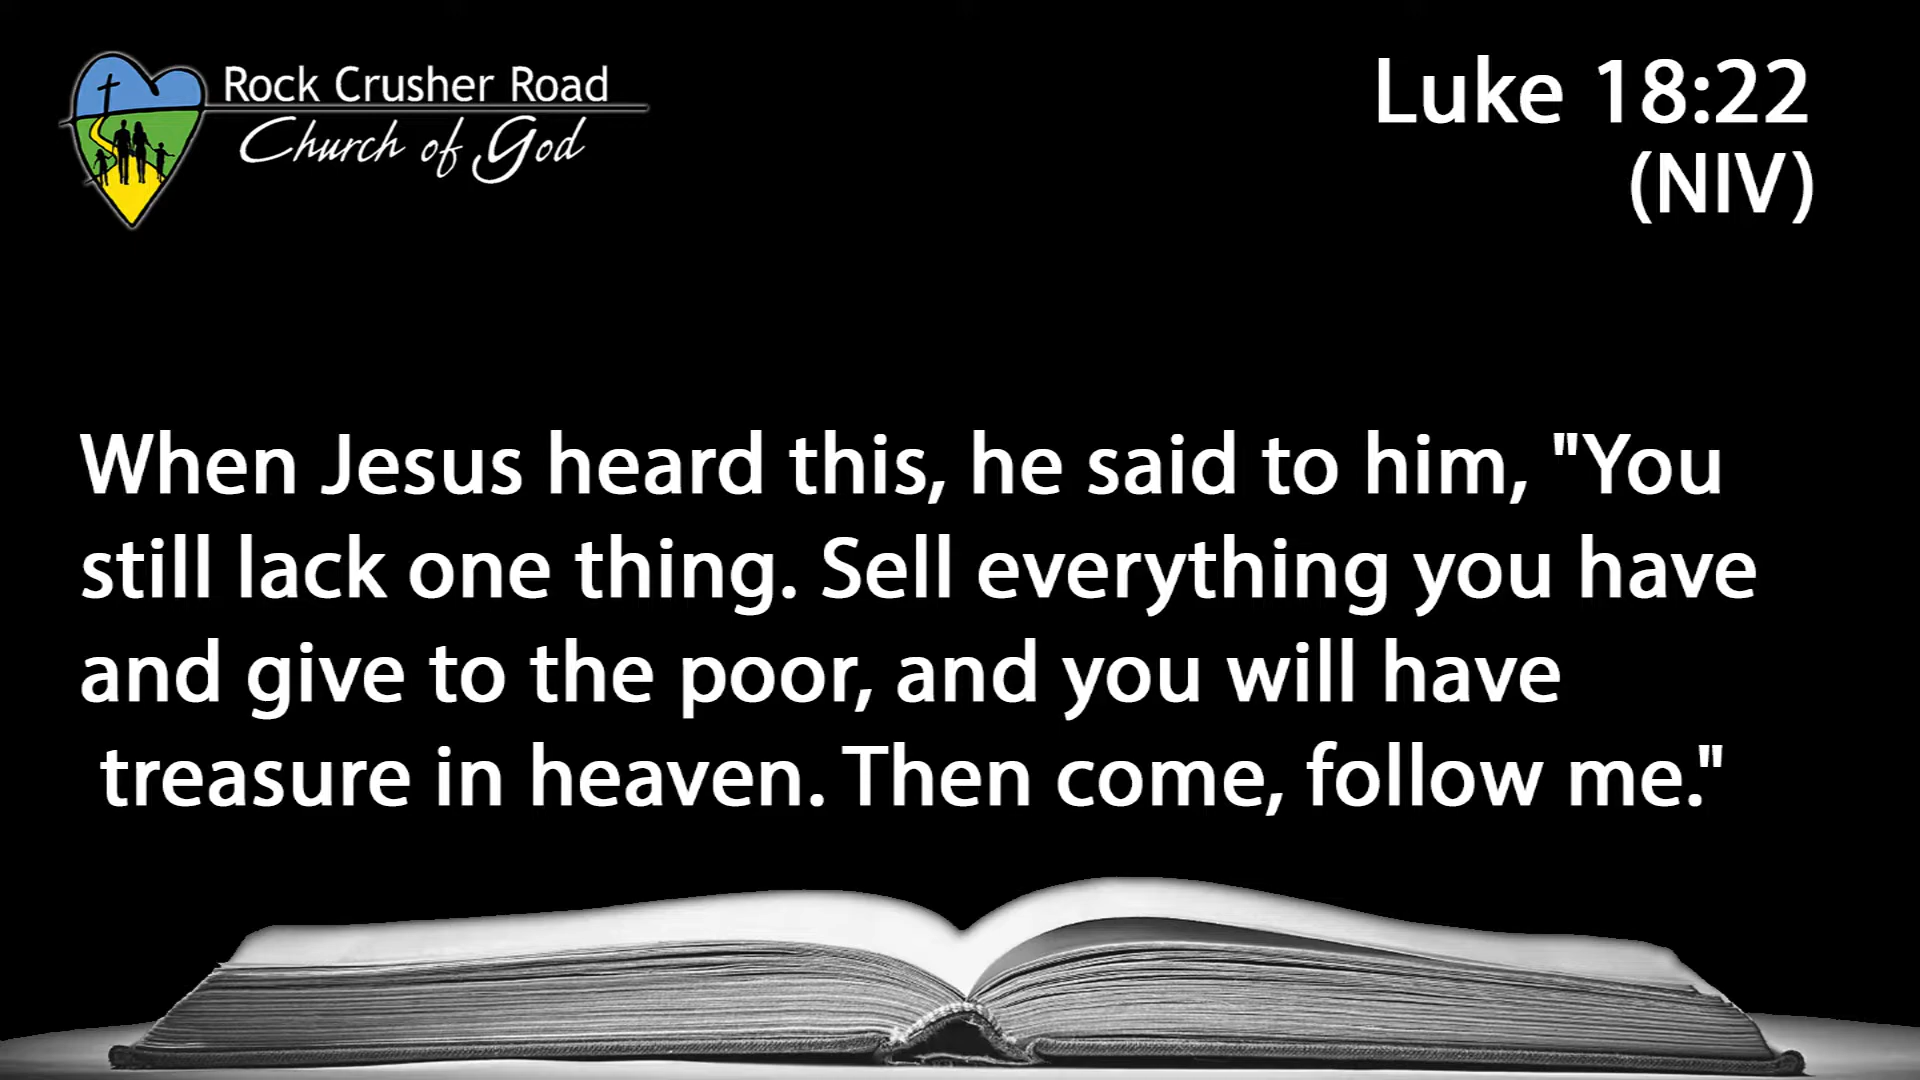 Rock Crusher Road
Church of God
Luke 18:22
(NIV)
When Jesus heard this, he said to him, "You
still lack one thing. Sell everything you have
and give to the poor, and you will have
treasure in heaven. Then come, follow me."